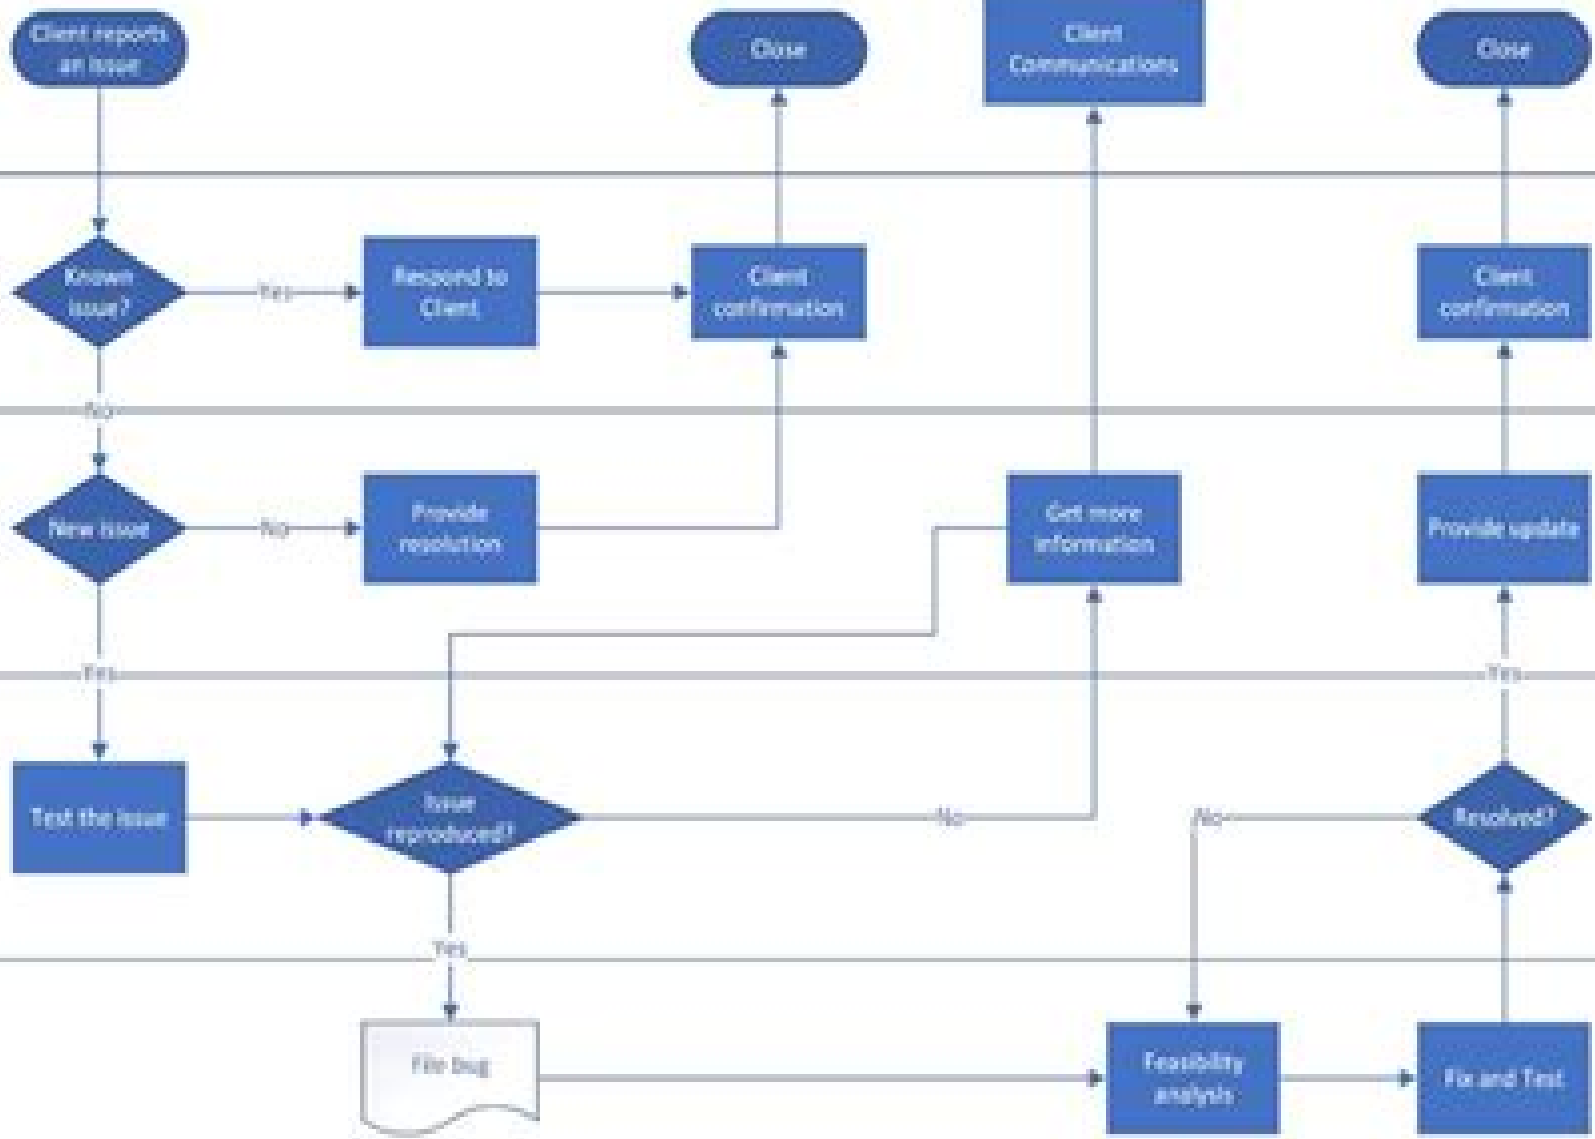 Client reports
an issue
Close
Client
Communications
Close
Known
issue?
Yes
Respond to
Client
Client
confirmation
Client
confirmation
No
New issue
No
Provide
resolution
Get more
information
Provide update
Yes
Yes
Test the issue
Issue
reproduced?
No
No
Resolved?
Yes
File bug
Feasibility
analysis
Fix and Test